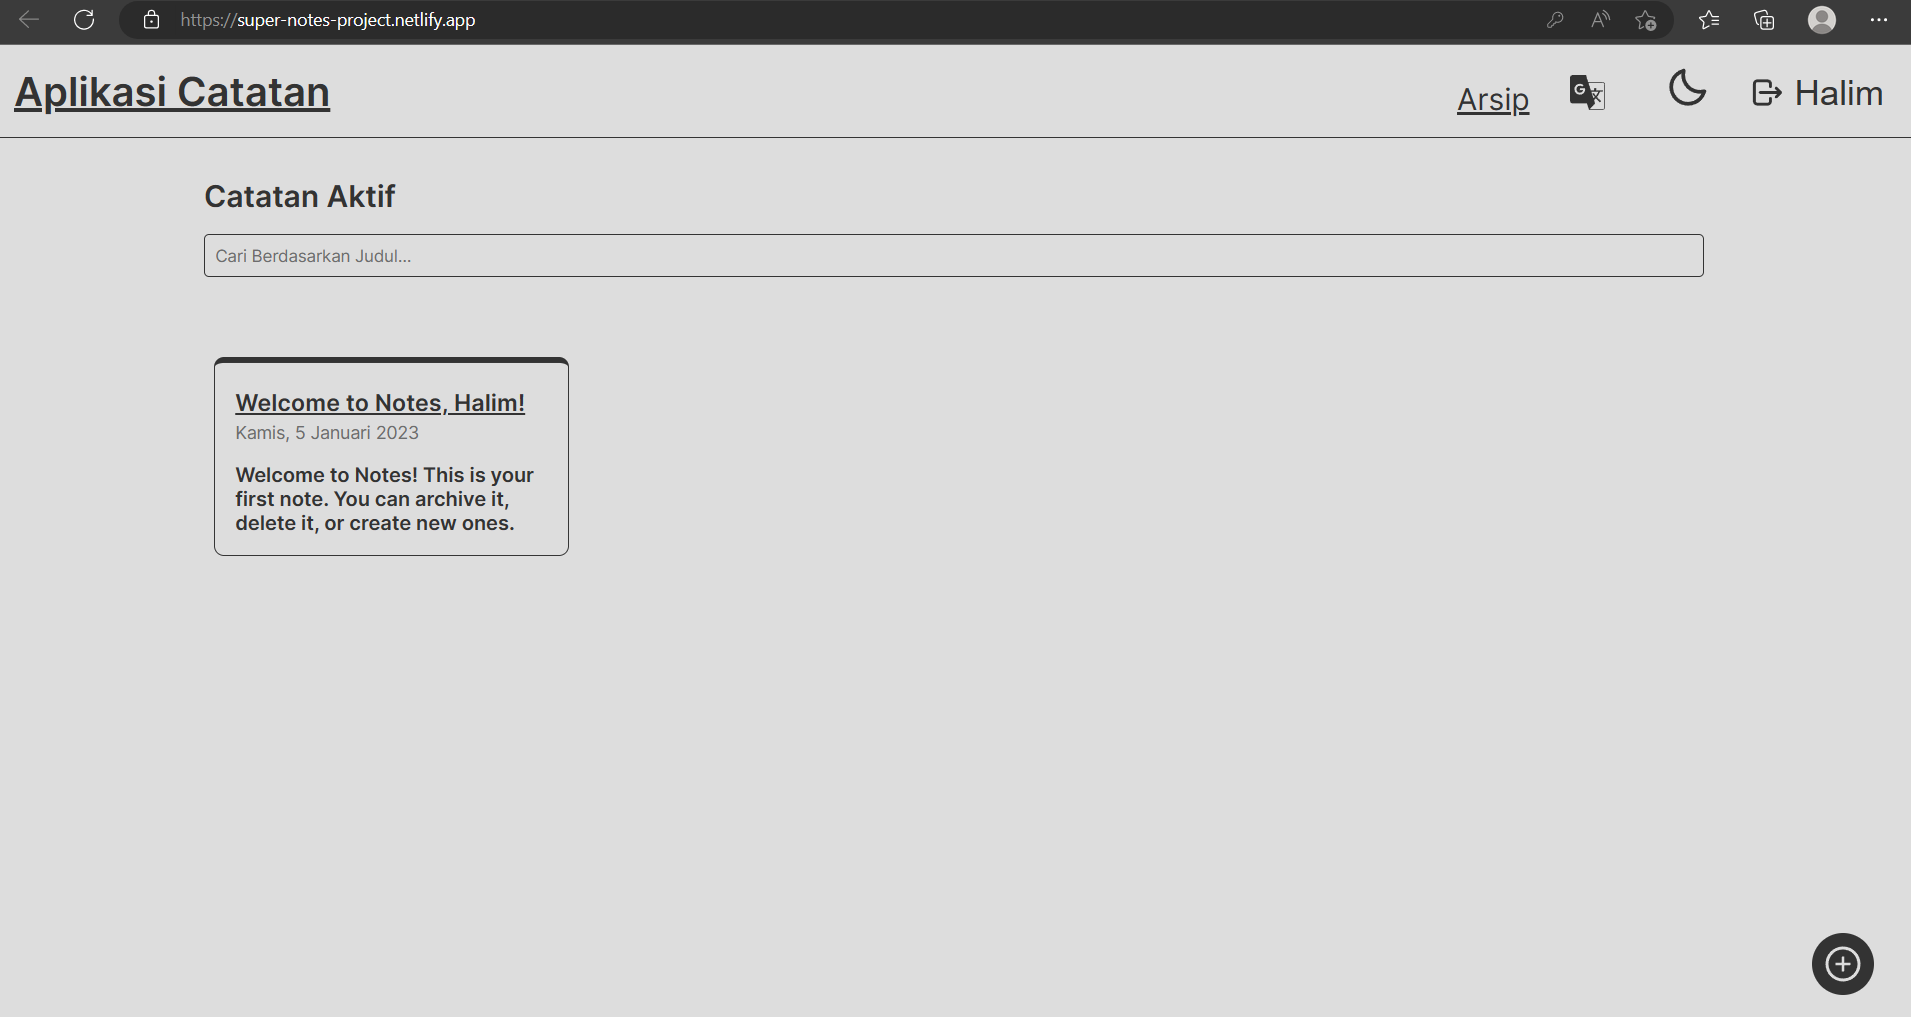 https://super-notes-project.netlify.app
Aplikasi Catatan
Arsip
G 文
Halim
Catatan Aktif
Cari Berdasarkan Judul...
Welcome to Notes, Halim!
Kamis, 5 Januari 2023
Welcome to Notes! This is your
first note. You can archive it,
delete it, or create new ones.